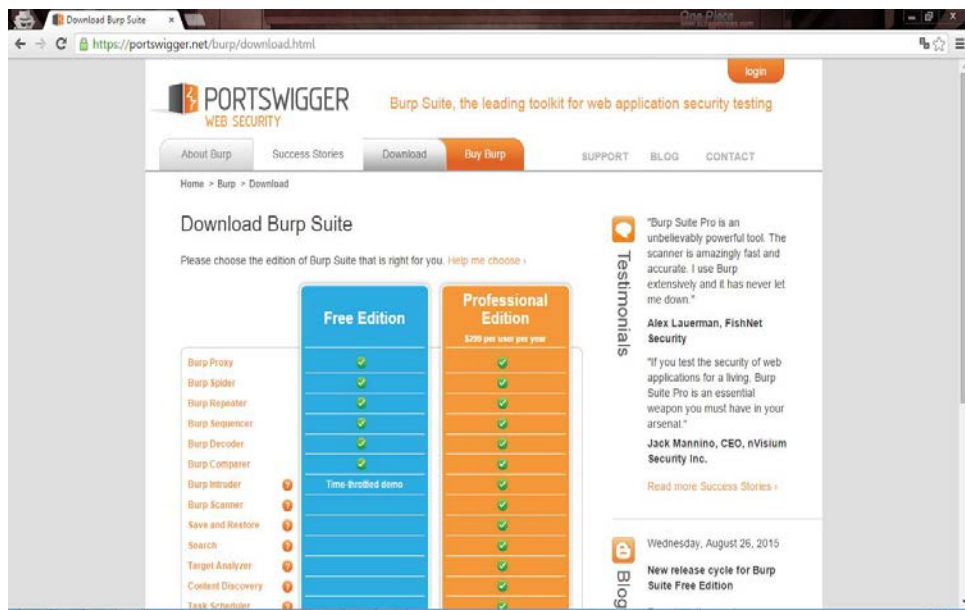 Download Burp Suite
One Piece
https://portswigger.net/burp/download.html
login
PORTSWIGGER
WEB SECURITY
Burp Suite, the leading toolkit for web application security testing
About Burp
Success Stories
Download
Buy Burp
SUPPORT
BLOG
CONTACT
Home > Burp > Download
Download Burp Suite
Please choose the edition of Burp Suite that is right for you. Help me choose ›
Free Edition
Professional
Edition
$299 per user per year
Burp Proxy
Burp Spider
Burp Repeater
Burp Sequencer
Burp Decoder
Burp Comparer
Burp Intruder ? Time-throttled demo
Burp Scanner ?
Save and Restore ?
Search ?
Target Analyzer ?
Content Discovery ?
Task Scheduler ?
Testimonials
"Burp Suite Pro is an
unbelievably powerful tool. The
scanner is amazingly fast and
accurate. I use Burp
extensively and it has never let
me down."
Alex Lauerman, FishNet
Security
"If you test the security of web
applications for a living, Burp
Suite Pro is an essential
weapon you must have in your
arsenal."
Jack Mannino, CEO, nVisium
Security Inc.
Read more Success Stories ›
Blog
Wednesday, August 26, 2015
New release cycle for Burp
Suite Free Edition